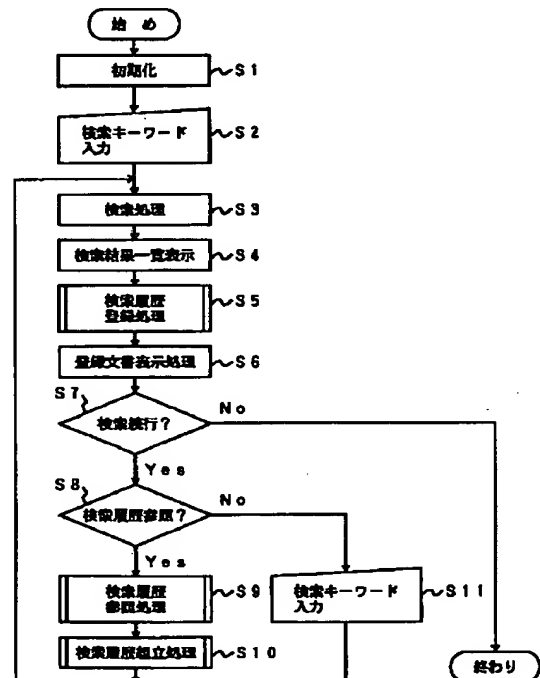 始め
初期化
S1
検索キーワード
入力
S2
検索処理
S3
検索結果一覧表示
S4
検索履歴
登録処理
S5
登録文書表示処理
S6
S7
検索続行?
No
Yes
S8
検索履歴参照?
No
Yes
検索履歴
参照処理
S9
検索キーワード
入力
S11
検索履歴組立処理
S10
終わり